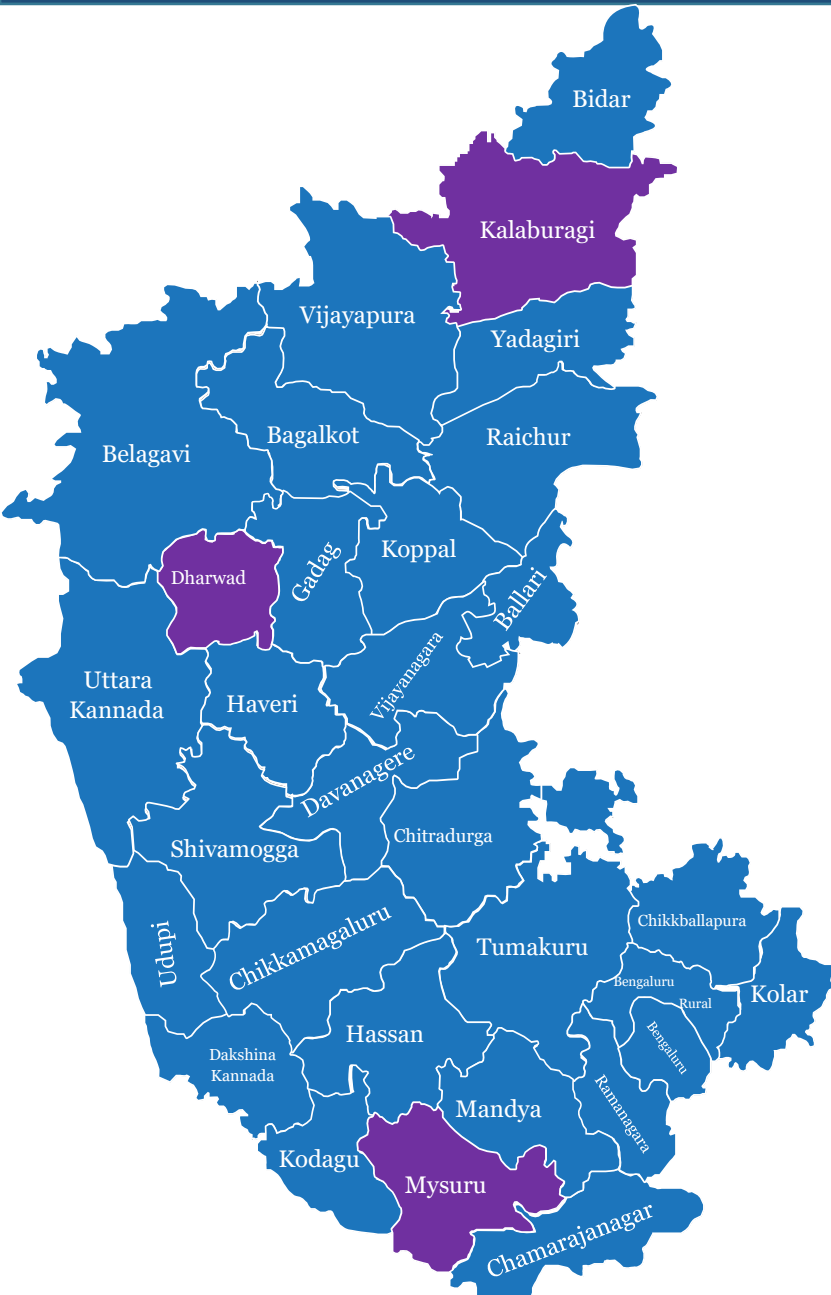 Bidar
Kalaburagi
Vijayapura
Yadagiri
Bagalkot
Raichur
Belagavi
Koppal
Gadag
Dharwad
Ballari
Vijayanagara
Uttara
Kannada
Haveri
Davanagere
Chitradurga
Shivamogga
Chikkamagaluru
Chikkballapura
Udupi
Tumakuru
Bengaluru
Rural
Kolar
Hassan
Bengaluru
Dakshina
Kannada
Mandya
Ramanagara
Kodagu
Mysuru
Chamarajanagar